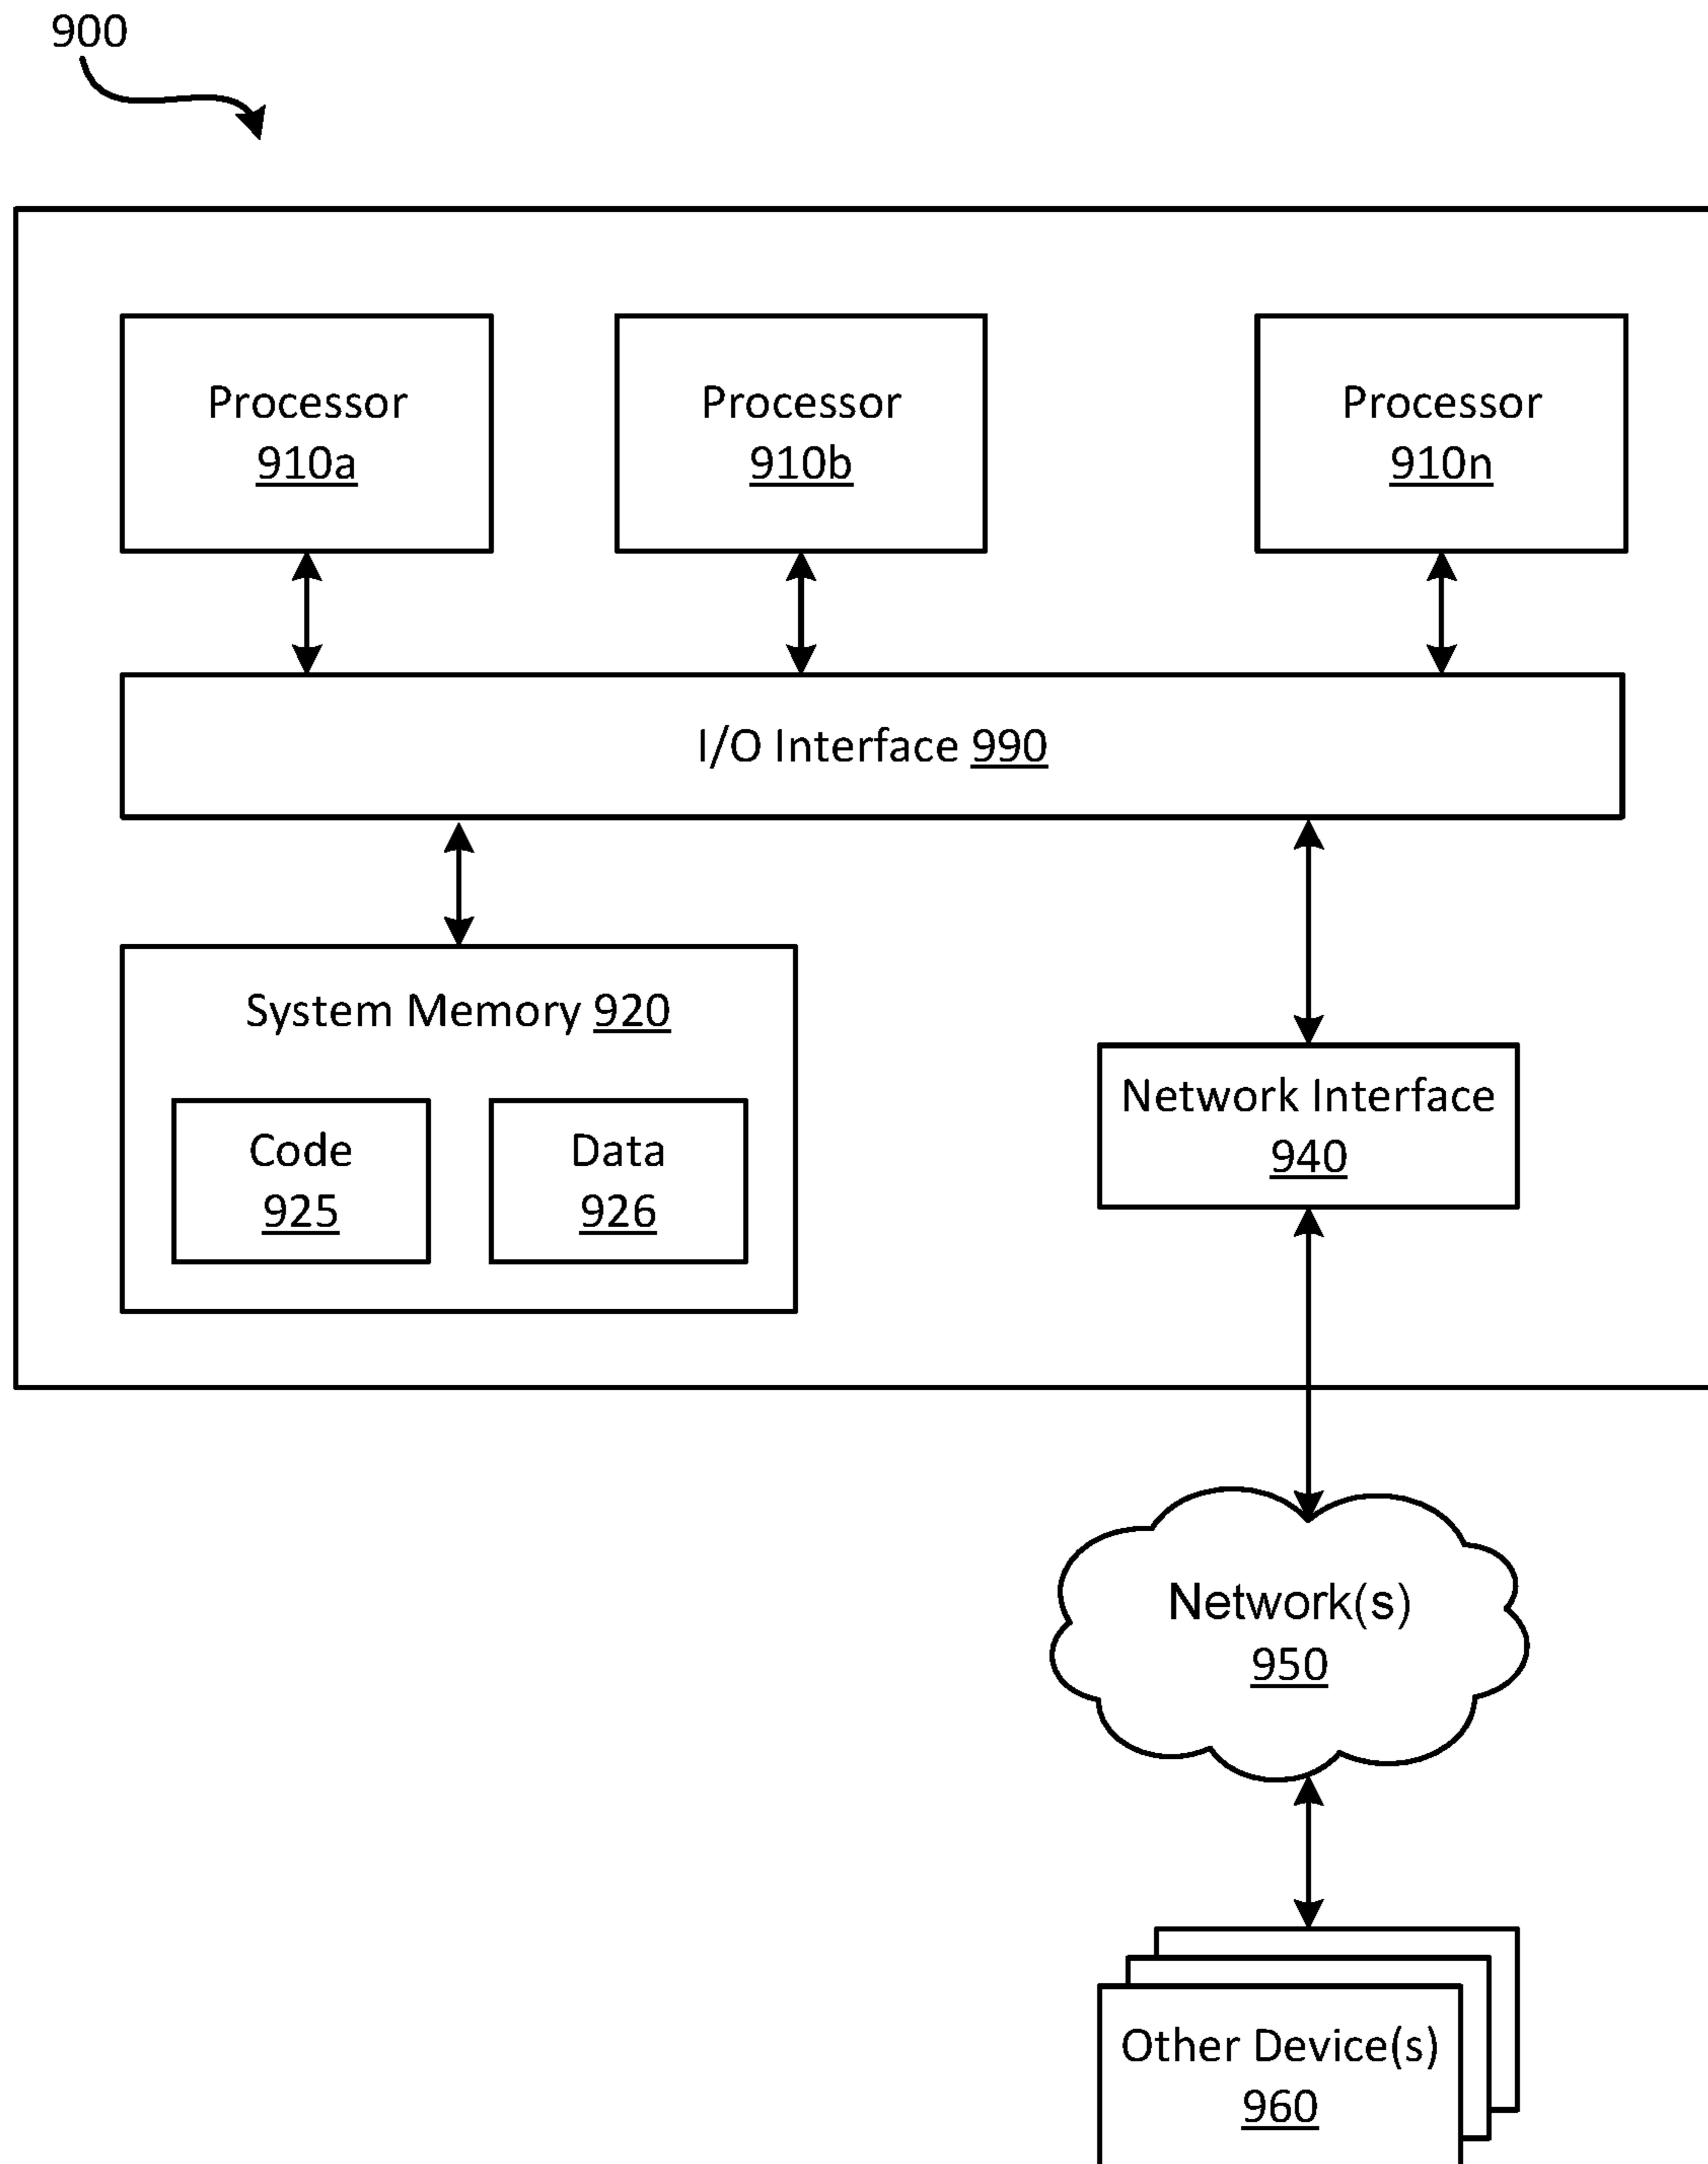 900
Processor
910a
Processor
910b
Processor
910n
I/O Interface 990
System Memory 920
Code
925
Data
926
Network Interface
940
Network(s)
950
Other Device(s)
960